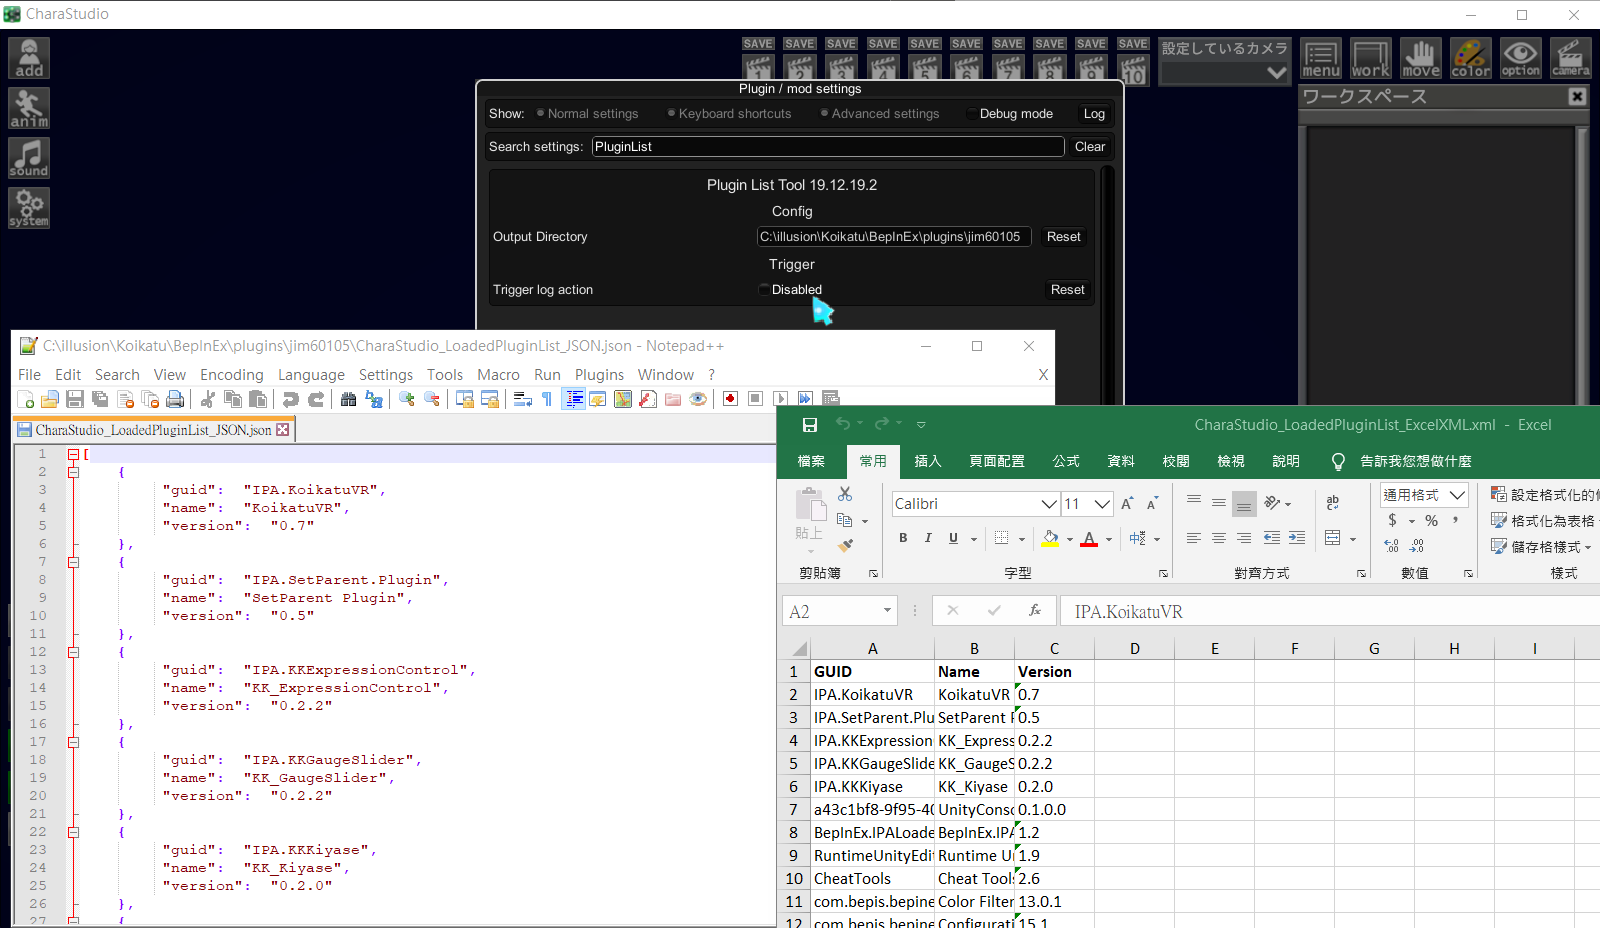 CharaStudio
add
anim
sound
system
SAVE SAVE SAVE SAVE SAVE SAVE SAVE SAVE SAVE SAVE
1 2 3 4 5 6 7 8 9 10
設定しているカメラ
menu work move color option camera
ワークスペース
Plugin / mod settings
Show: Normal settings Keyboard shortcuts Advanced settings Debug mode Log
Search settings: PluginList Clear
Plugin List Tool 19.12.19.2
Config
Output Directory C:\illusion\Koikatu\BepInEx\plugins\jim60105 Reset
Trigger
Trigger log action Disabled Reset
C:\illusion\Koikatu\BepInEx\plugins\jim60105\CharaStudio_LoadedPluginList_JSON.json - Notepad++
File Edit Search View Encoding Language Settings Tools Macro Run Plugins Window ? X
CharaStudio_LoadedPluginList_JSON.json
1 [
2 {
3 "guid": "IPA.KoikatuVR",
4 "name": "KoikatuVR",
5 "version": "0.7"
6 },
7 {
8 "guid": "IPA.SetParent.Plugin",
9 "name": "SetParent Plugin",
10 "version": "0.5"
11 },
12 {
13 "guid": "IPA.KKExpressionControl",
14 "name": "KK_ExpressionControl",
15 "version": "0.2.2"
16 },
17 {
18 "guid": "IPA.KKGaugeSlider",
19 "name": "KK_GaugeSlider",
20 "version": "0.2.2"
21 },
22 {
23 "guid": "IPA.KKKiyase",
24 "name": "KK_Kiyase",
25 "version": "0.2.0"
26 },
27 {
CharaStudio_LoadedPluginList_ExcelXML.xml - Excel
檔案 常用 插入 頁面配置 公式 資料 校閱 檢視 說明 告訴我您想做什麼
貼上
Calibri 11
B I U A 中
ab
通用格式
$ % ,
設定格式化的
格式化為表格
儲存格樣式
剪貼簿 字型 對齊方式 數值 樣式
A2 fx IPA.KoikatuVR
A B C D E F G H I
1 GUID Name Version
2 IPA.KoikatuVR KoikatuVR 0.7
3 IPA.SetParent.Plu SetParent P 0.5
4 IPA.KKExpression KK_Express 0.2.2
5 IPA.KKGaugeSlide KK_GaugeS 0.2.2
6 IPA.KKKiyase KK_Kiyase 0.2.0
7 a43c1bf8-9f95-40 UnityConso 0.1.0.0
8 BepInEx.IPALoade BepInEx.IPA 1.2
9 RuntimeUnityEdi Runtime U 1.9
10 CheatTools Cheat Tools 2.6
11 com.bepis.bepine Color Filter 13.0.1
12 com.bepis.bepine Configurati 15.1